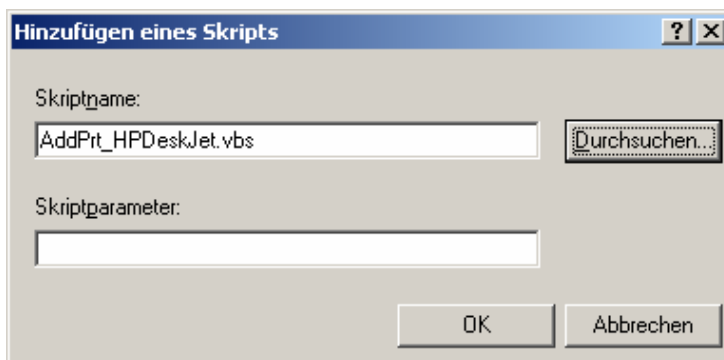 Hinzufügen eines Skripts
Skriptname:
AddPrt_HPDeskJet.vbs
Durchsuchen...
Skriptparameter:
OK
Abbrechen